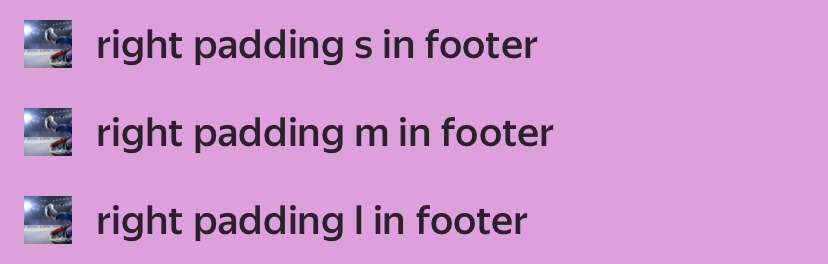 right padding s in footer
right padding m in footer
right padding l in footer